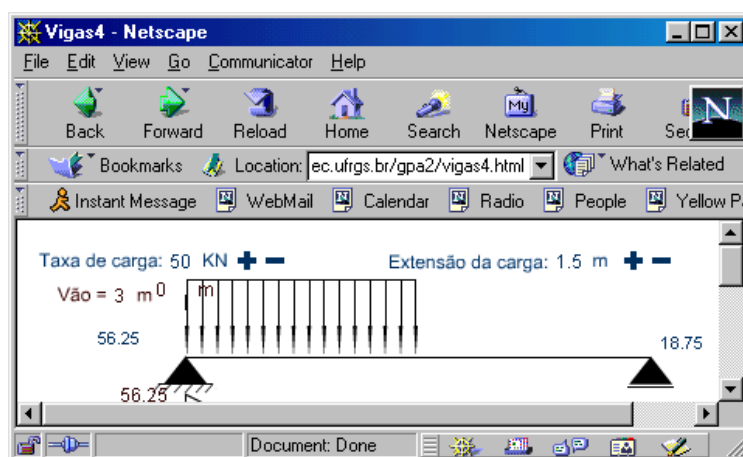 Vigas4 - Netscape
File Edit View Go Communicator Help
Back Forward Reload Home Search Netscape Print
My
N
Bookmarks Location: ec.ufrgs.br/gpa2/vigas4.html What's Related
Instant Message WebMail Calendar Radio People Yellow P
Taxa de carga: 50 KN + - Extensão da carga: 1.5 m + -
Vão = 3 m 0 m
56.25 18.75
56.25
Document: Done